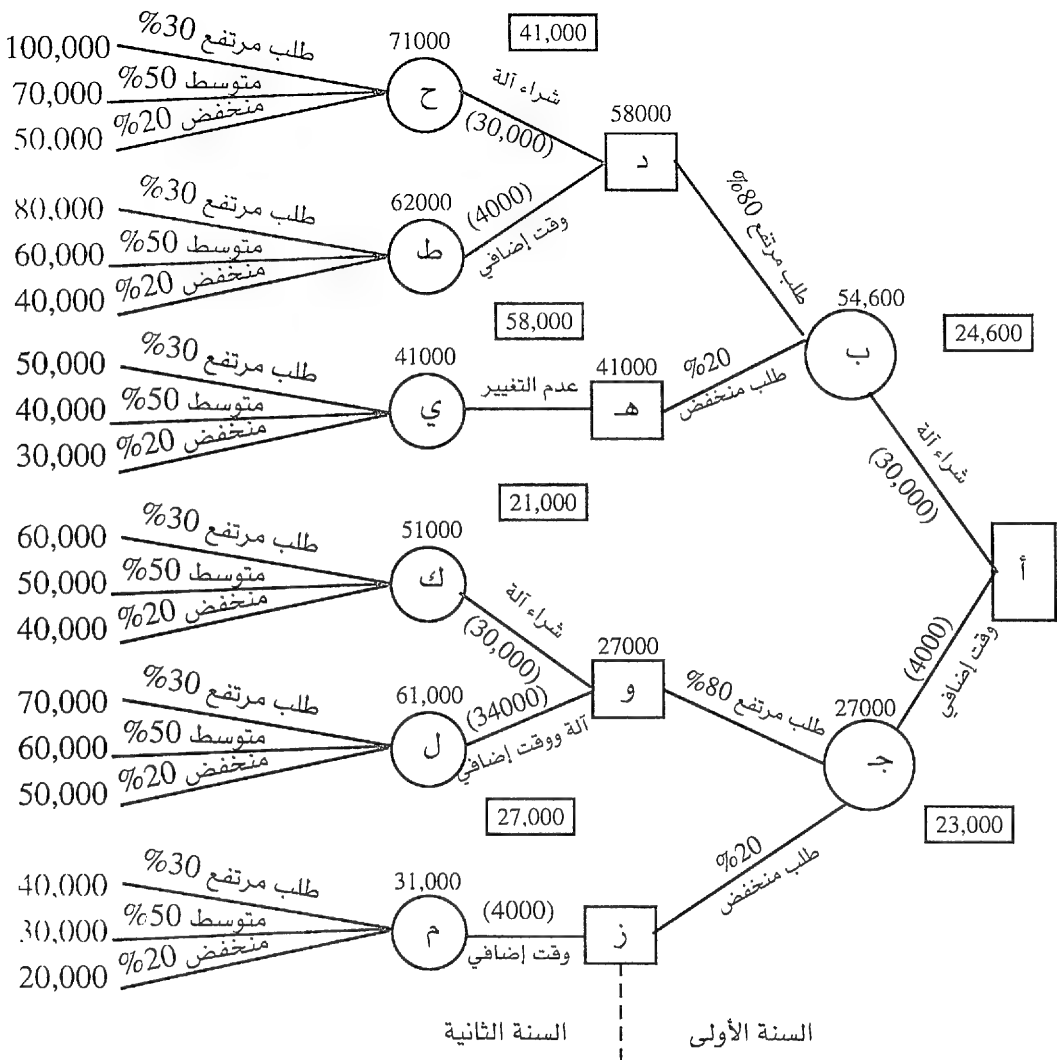 41,000
71000
100,000
%30 طلب مرتفع
ح
شراء آلة
(30,000)
70,000
%50 متوسط
50,000
%20 منخفض
58000
د
%80 طلب مرتفع
80,000
%30 طلب مرتفع
62000
ط
(4000)
وقت إضافي
60,000
%50 متوسط
40,000
%20 منخفض
58,000
54,600
ب
24,600
50,000
%30 طلب مرتفع
41000
ي
عدم التغيير
41000
هـ
%20
طلب منخفض
40,000
%50 متوسط
30,000
%20 منخفض
شراء آلة
(30,000)
21,000
60,000
%30 طلب مرتفع
51000
ك
شراء آلة
(30,000)
50,000
%50 متوسط
40,000
%20 منخفض
أ
27000
و
%80 طلب مرتفع
(4000)
وقت إضافي
70,000
%30 طلب مرتفع
61,000
ل
(34000)
آلة ووقت إضافي
60,000
%50 متوسط
50,000
%20 منخفض
27000
ج
27,000
23,000
%20
طلب منخفض
40,000
%30 طلب مرتفع
31,000
م
(4000)
وقت إضافي
ز
30,000
%50 متوسط
20,000
%20 منخفض
السنة الأولى
السنة الثانية